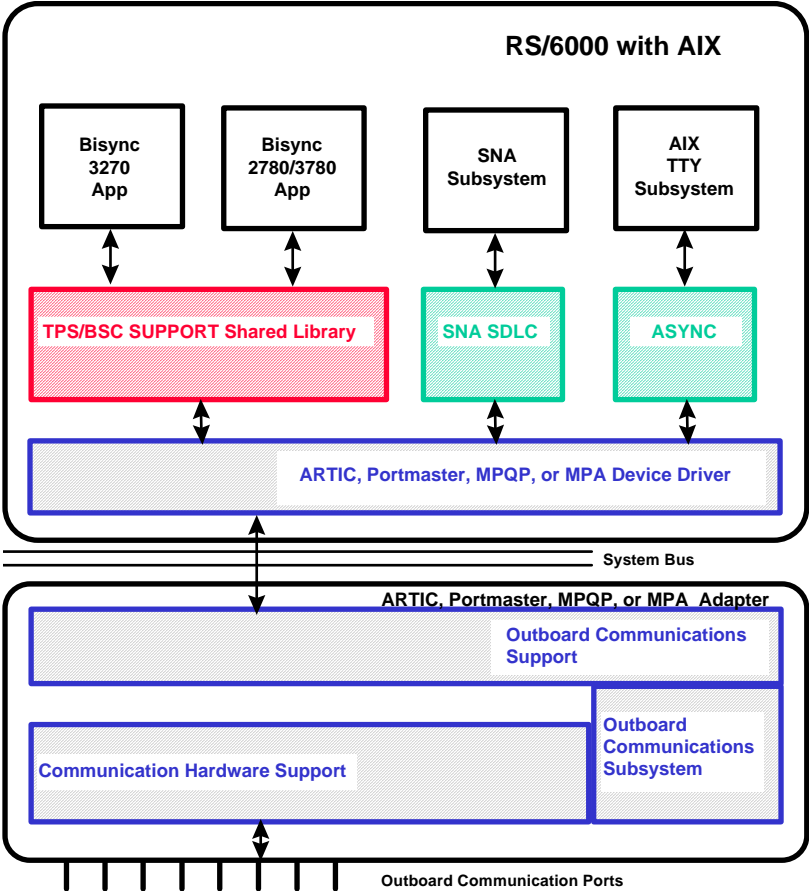 RS/6000 with AIX
Bisync
3270
App
Bisync
2780/3780
App
SNA
Subsystem
AIX
TTY
Subsystem
TPS/BSC SUPPORT Shared Library
SNA SDLC
ASYNC
ARTIC, Portmaster, MPQP, or MPA Device Driver
System Bus
ARTIC, Portmaster, MPQP, or MPA Adapter
Outboard Communications
Support
Outboard
Communications
Subsystem
Communication Hardware Support
Outboard Communication Ports